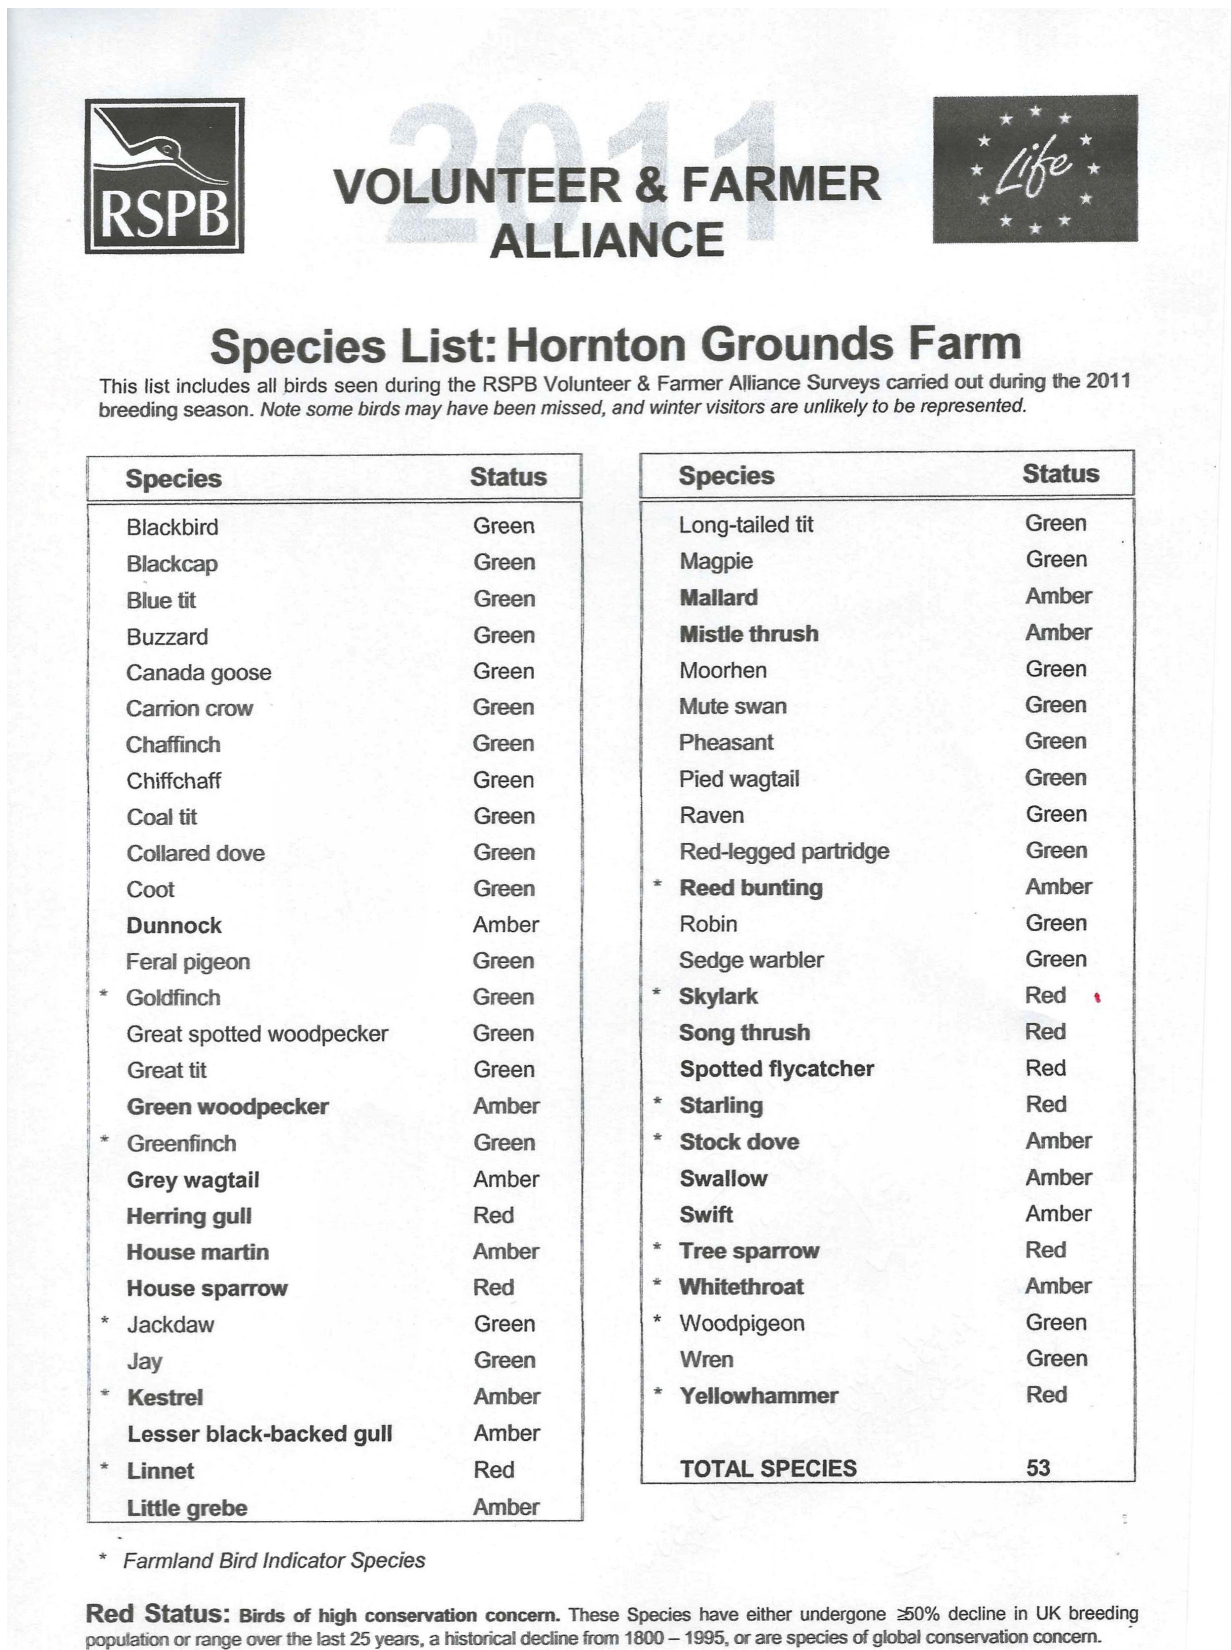 2011
RSPB
VOLUNTEER & FARMER
ALLIANCE
Life
Species List: Hornton Grounds Farm
This list includes all birds seen during the RSPB Volunteer & Farmer Alliance Surveys carried out during the 2011
breeding season. Note some birds may have been missed, and winter visitors are unlikely to be represented.
Species Status
Blackbird Green
Blackcap Green
Blue tit Green
Buzzard Green
Canada goose Green
Carrion crow Green
Chaffinch Green
Chiffchaff Green
Coal tit Green
Collared dove Green
Coot Green
Dunnock Amber
Feral pigeon Green
* Goldfinch Green
Great spotted woodpecker Green
Great tit Green
Green woodpecker Amber
* Greenfinch Green
Grey wagtail Amber
Herring gull Red
House martin Amber
House sparrow Red
* Jackdaw Green
Jay Green
* Kestrel Amber
Lesser black-backed gull Amber
* Linnet Red
Little grebe Amber
Species Status
Long-tailed tit Green
Magpie Green
Mallard Amber
Mistle thrush Amber
Moorhen Green
Mute swan Green
Pheasant Green
Pied wagtail Green
Raven Green
Red-legged partridge Green
* Reed bunting Amber
Robin Green
Sedge warbler Green
* Skylark Red
Song thrush Red
Spotted flycatcher Red
* Starling Red
* Stock dove Amber
Swallow Amber
Swift Amber
* Tree sparrow Red
* Whitethroat Amber
* Woodpigeon Green
Wren Green
* Yellowhammer Red
TOTAL SPECIES 53
* Farmland Bird Indicator Species
Red Status: Birds of high conservation concern. These Species have either undergone ≥50% decline in UK breeding
population or range over the last 25 years, a historical decline from 1800 – 1995, or are species of global conservation concern.